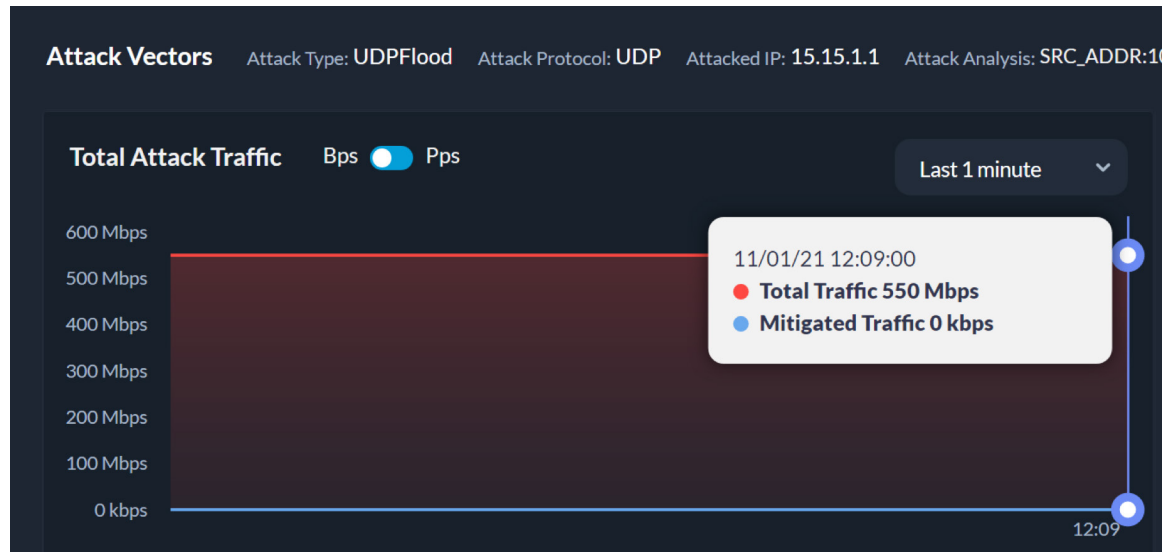 Attack Vectors Attack Type: UDPFlood Attack Protocol: UDP Attacked IP: 15.15.1.1 Attack Analysis: SRC_ADDR:10
Total Attack Traffic Bps Pps Last 1 minute
600 Mbps
11/01/21 12:09:00
500 Mbps
Total Traffic 550 Mbps
400 Mbps
Mitigated Traffic 0 kbps
300 Mbps
200 Mbps
100 Mbps
0 kbps
12:09